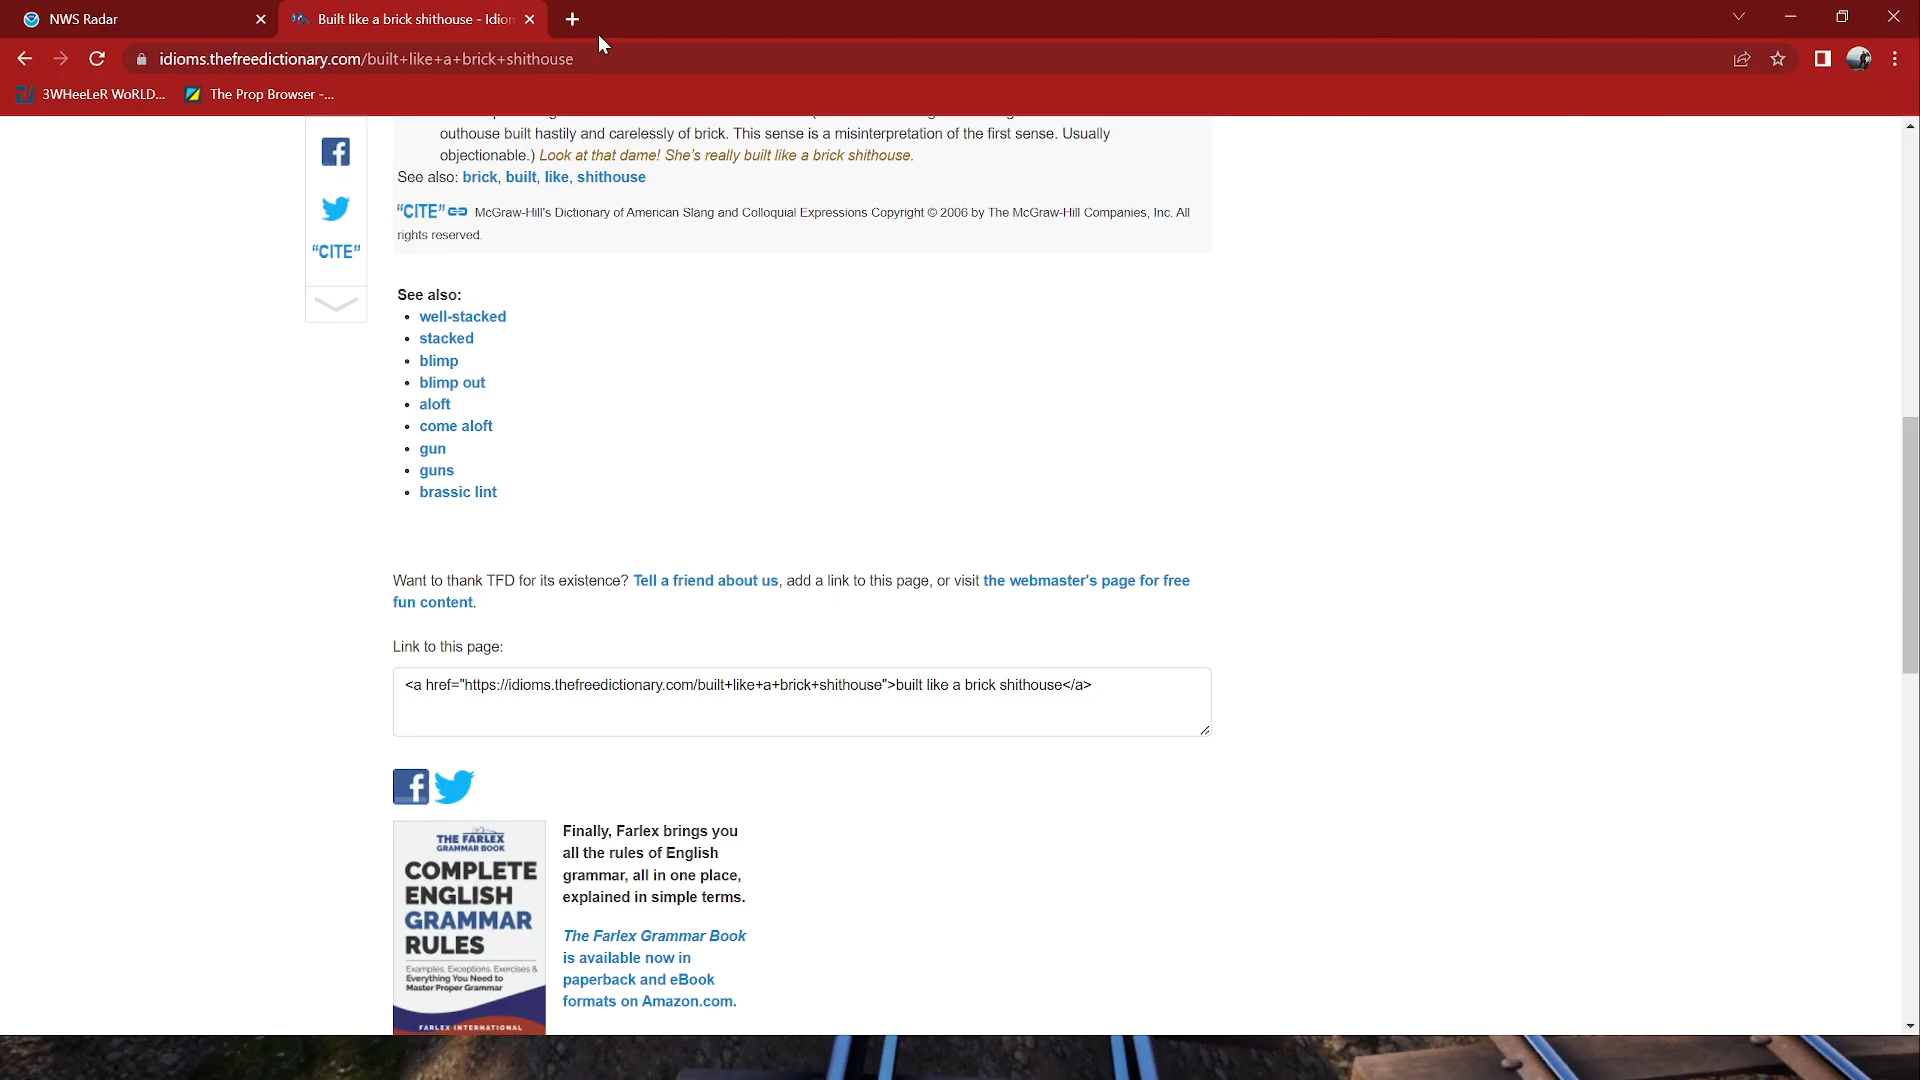 NWS Radar
Built like a brick shithouse - Idion
idioms.thefreedictionary.com/built+like+a+brick+shithouse
3WHeeLeR WoRLD...
The Prop Browser -...
outhouse built hastily and carelessly of brick. This sense is a misinterpretation of the first sense. Usually
objectionable.) Look at that dame! She's really built like a brick shithouse.
See also: brick, built, like, shithouse
"CITE" McGraw-Hill's Dictionary of American Slang and Colloquial Expressions Copyright © 2006 by The McGraw-Hill Companies, Inc. All
rights reserved.
"CITE"
See also:
• well-stacked
• stacked
• blimp
• blimp out
• aloft
• come aloft
• gun
• guns
• brassic lint
Want to thank TFD for its existence? Tell a friend about us, add a link to this page, or visit the webmaster's page for free
fun content.
Link to this page:
<a href="https://idioms.thefreedictionary.com/built+like+a+brick+shithouse">built like a brick shithouse</a>
THE FARLEX
GRAMMAR BOOK
COMPLETE
ENGLISH
GRAMMAR
RULES
Examples, Exceptions, Exercises &
Everything You Need to
Master Proper Grammar
FARLEX INTERNATIONAL
Finally, Farlex brings you
all the rules of English
grammar, all in one place,
explained in simple terms.
The Farlex Grammar Book
is available now in
paperback and eBook
formats on Amazon.com.